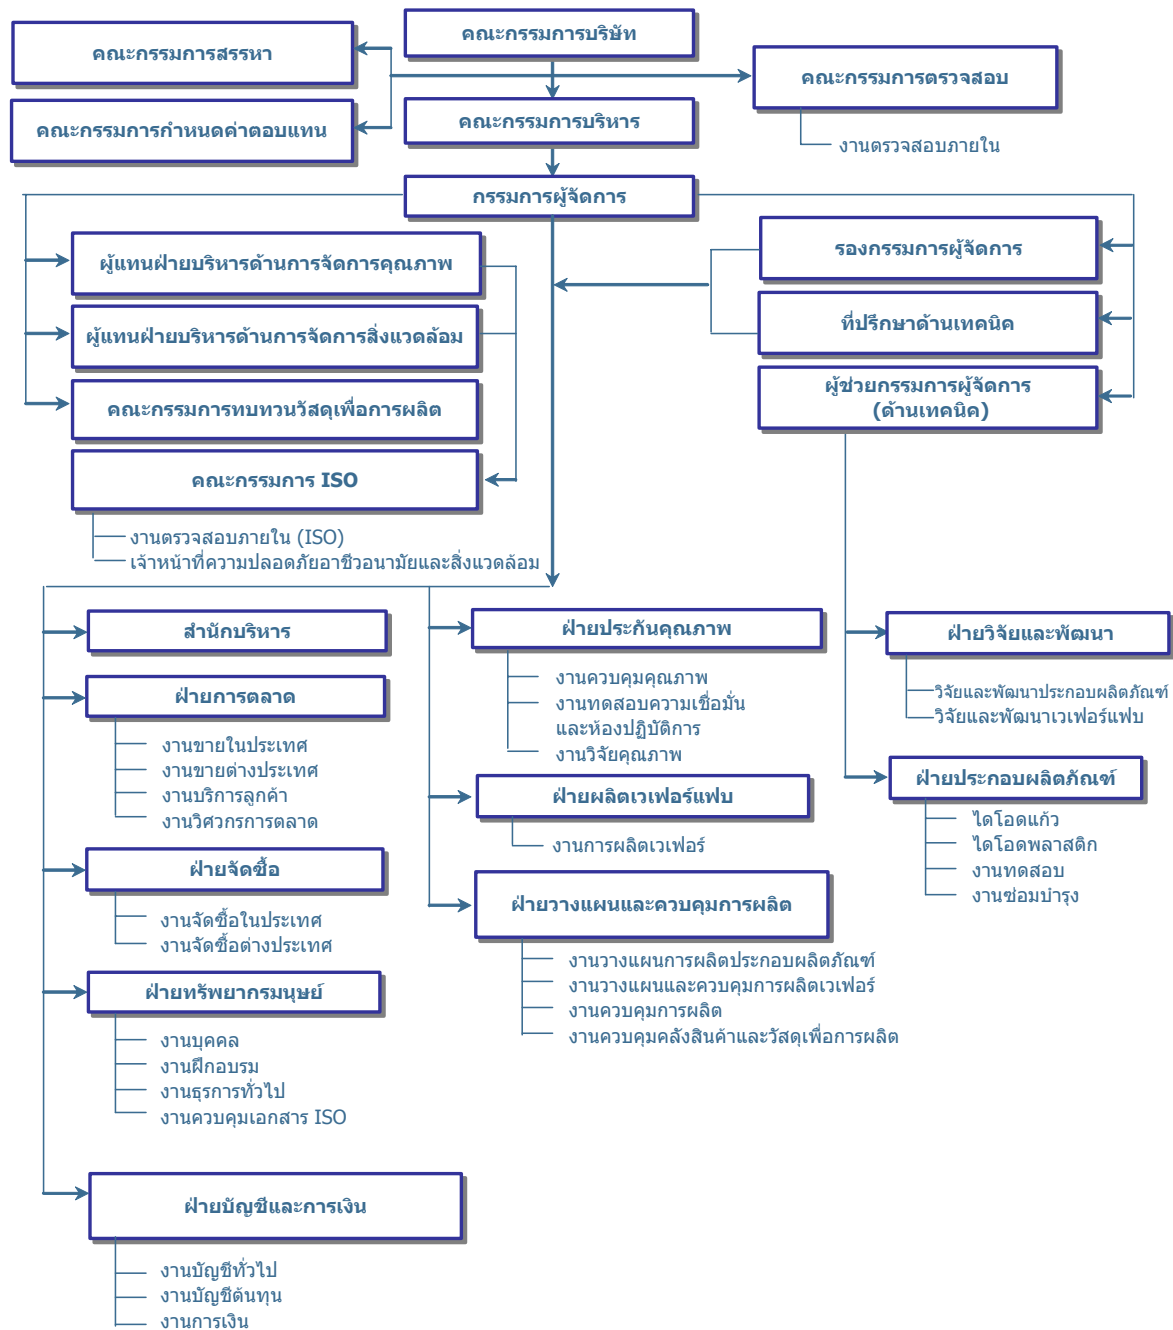 คณะกรรมการบริษัท
คณะกรรมการสรรหา
คณะกรรมการตรวจสอบ
คณะกรรมการกำหนดค่าตอบแทน
คณะกรรมการบริหาร
งานตรวจสอบภายใน
กรรมการผู้จัดการ
ผู้แทนฝ่ายบริหารด้านการจัดการคุณภาพ
ผู้แทนฝ่ายบริหารด้านการจัดการสิ่งแวดล้อม
คณะกรรมการทบทวนวัสดุเพื่อการผลิต
คณะกรรมการ ISO
งานตรวจสอบภายใน (ISO)
เจ้าหน้าที่ความปลอดภัยอาชีวอนามัยและสิ่งแวดล้อม
รองกรรมการผู้จัดการ
ที่ปรึกษาด้านเทคนิค
ผู้ช่วยกรรมการผู้จัดการ
(ด้านเทคนิค)
สำนักบริหาร
ฝ่ายการตลาด
งานขายในประเทศ
งานขายต่างประเทศ
งานบริการลูกค้า
งานวิศวกรการตลาด
ฝ่ายจัดซื้อ
งานจัดซื้อในประเทศ
งานจัดซื้อต่างประเทศ
ฝ่ายทรัพยากรมนุษย์
งานบุคคล
งานฝึกอบรม
งานธุรการทั่วไป
งานควบคุมเอกสาร ISO
ฝ่ายบัญชีและการเงิน
งานบัญชีทั่วไป
งานบัญชีต้นทุน
งานการเงิน
ฝ่ายประกันคุณภาพ
งานควบคุมคุณภาพ
งานทดสอบความเชื่อมั่น
และห้องปฏิบัติการ
งานวิจัยคุณภาพ
ฝ่ายผลิตเวเฟอร์แฟบ
งานการผลิตเวเฟอร์
ฝ่ายวางแผนและควบคุมการผลิต
งานวางแผนการผลิตประกอบผลิตภัณฑ์
งานวางแผนและควบคุมการผลิตเวเฟอร์
งานควบคุมการผลิต
งานควบคุมคลังสินค้าและวัสดุเพื่อการผลิต
ฝ่ายวิจัยและพัฒนา
วิจัยและพัฒนาประกอบผลิตภัณฑ์
วิจัยและพัฒนาเวเฟอร์แฟบ
ฝ่ายประกอบผลิตภัณฑ์
ไดโอดแก้ว
ไดโอดพลาสติก
งานทดสอบ
งานซ่อมบำรุง